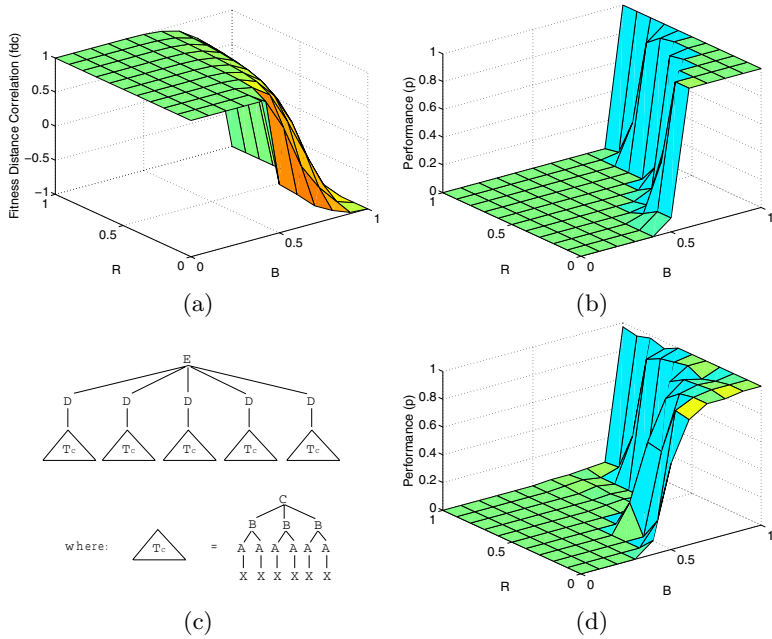 Fitness Distance Correlation (fdc)
1
0.5
0
−0.5
−1
1
0.5
0
R
0
0.5
1
B
(a)
Performance (p)
1
0.8
0.6
0.4
0.2
0
1
0.5
0
R
0
0.5
1
B
(b)
E
D D D D D
Tc Tc Tc Tc Tc
where: Tc =
C
B B B
A A A A A A
X X X X X X
(c)
Performance (p)
1
0.8
0.6
0.4
0.2
0
1
0.5
0
R
0
0.5
1
B
(d)